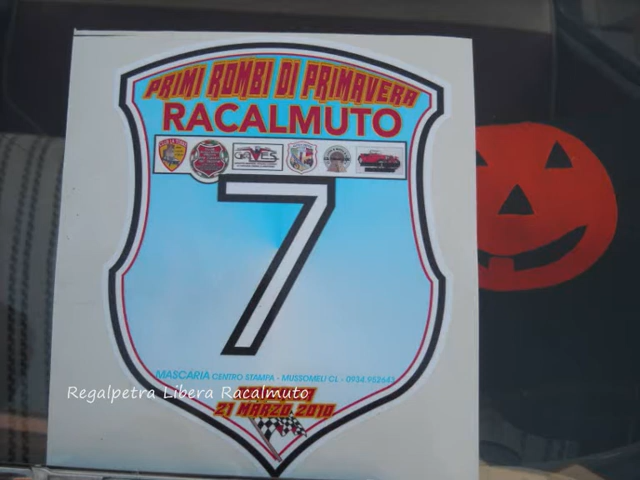 PRIMI ROMBI DI PRIMAVERA
RACALMUTO
7
MASCARIA CENTRO STAMPA - MUSSOMELI CL - 0934.952643
Regalpetra Libera Racalmuto
21 MARZO 2010